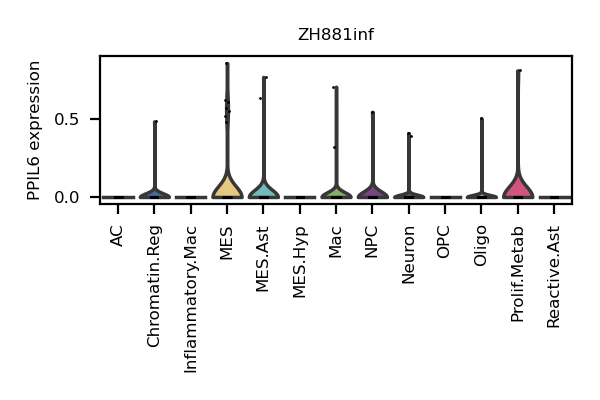 ZH881inf
PPIL6 expression
0.5
0.0
AC
Chromatin.Reg
Inflammatory.Mac
MES
MES.Ast
MES.Hyp
Mac
NPC
Neuron
OPC
Oligo
Prolif.Metab
Reactive.Ast